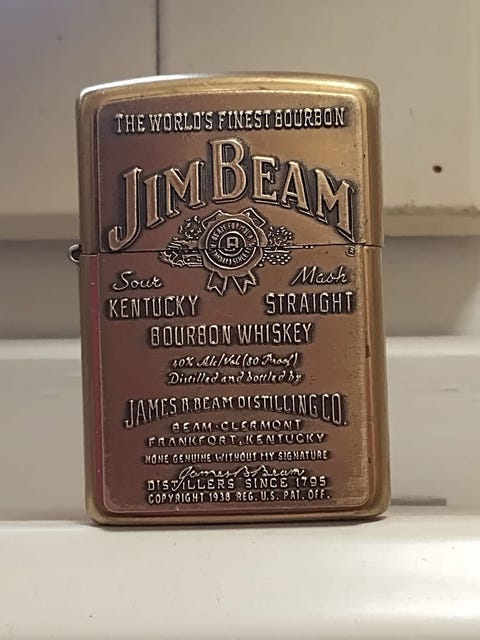 THE WORLD'S FINEST BOURBON
JIM BEAM
®
Sour Mash
KENTUCKY STRAIGHT
BOURBON WHISKEY
40% Alc/Vol (80 Proof)
Distilled and bottled by
JAMES B. BEAM DISTILLING CO.
BEAM-CLERMONT
FRANKFORT, KENTUCKY
NONE GENUINE WITHOUT MY SIGNATURE
James B. Beam
DISTILLERS SINCE 1795
COPYRIGHT 1938 REG. U.S. PAT. OFF.